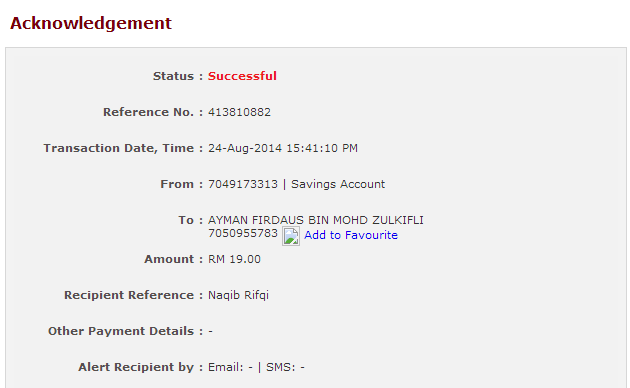 Acknowledgement
Status : Successful
Reference No. : 413810882
Transaction Date, Time : 24-Aug-2014 15:41:10 PM
From : 7049173313 | Savings Account
To : AYMAN FIRDAUS BIN MOHD ZULKIFLI
7050955783 Add to Favourite
Amount : RM 19.00
Recipient Reference : Naqib Rifqi
Other Payment Details : -
Alert Recipient by : Email: - | SMS: -